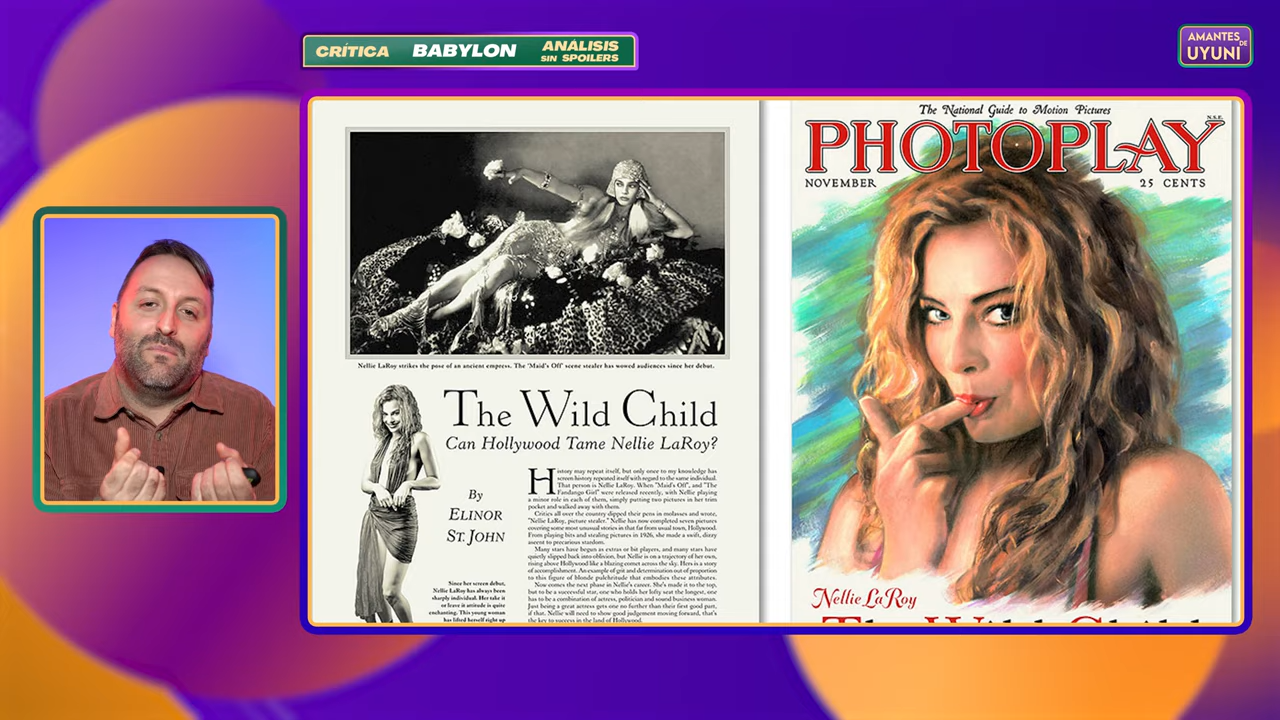 CRÍTICA BABYLON ANÁLISIS
SIN SPOILERS
AMANTES
DE
UYUNI
Nellie LaRoy strikes the pose of an ancient empress. The 'Maid's Off' scene stealer has wowed audiences since her debut.
The Wild Child
Can Hollywood Tame Nellie LaRoy?
By
ELINOR
ST. JOHN
Since her screen debut,
Nellie LaRoy has always been
sharply individual. Her take it
or leave it attitude is quite
enchanting. This young woman
has lifted herself right up
History may repeat itself, but only once to my knowledge has
screen history repeated itself with regard to the same individual.
That person is Nellie LaRoy. When "Maid's Off", and "The
Fandango Girl" were released recently, with Nellie playing
a minor role in each of them, simply putting two pictures in her trim
pocket and walked away with them.
Critics all over the country dipped their pens in molasses and wrote,
"Nellie LaRoy, picture stealer." Nellie has now completed seven pictures
covering some most unusual stories in that far from usual town, Hollywood.
From playing bits and stealing pictures in 1926, she made a swift, dizzy
ascent to precarious stardom.
Many stars have begun as extras or bit players, and many stars have
quietly slipped back into oblivion, but Nellie is on a trajectory of her own,
rising above Hollywood like a blazing comet across the sky. Hers is a story
of accomplishment. An example of grit and determination out of proportion
to this figure of blonde pulchritude that embodies these attributes.
Now comes the next phase in Nellie's career. She's made it to the top,
but to be a successful star, one who holds her lofty seat the longest, one
has to be a combination of actress, politician and sound business woman.
Just being a great actress gets one no further than their first good part,
if that. Nellie will need to show good judgement moving forward, that's
the key to success in the land of Hollywood.
The National Guide to Motion Pictures
N.S.E.
PHOTOPLAY
NOVEMBER 25 CENTS
Nellie LaRoy
The Wild Child